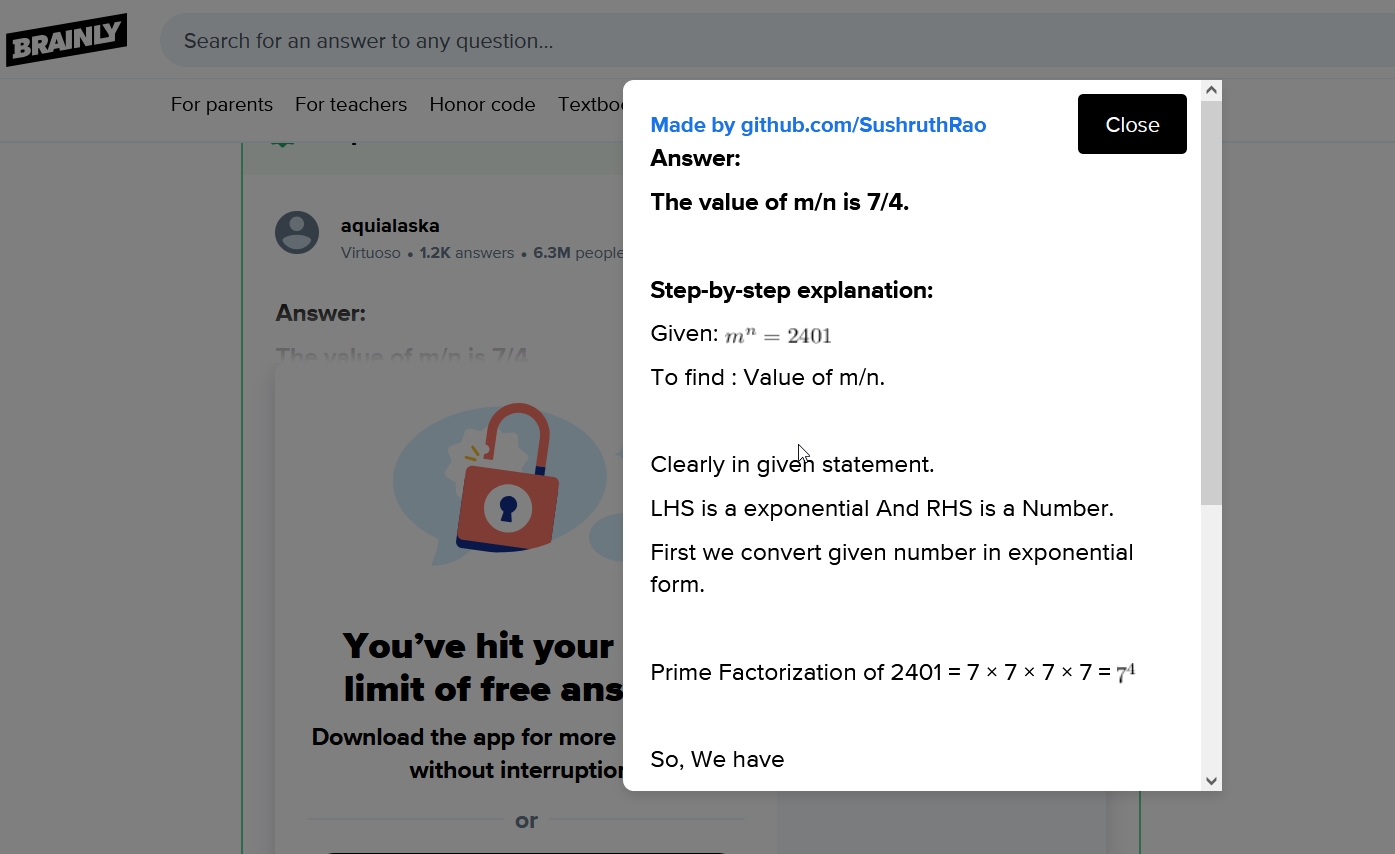 BRAINLY
Search for an answer to any question...
For parents For teachers Honor code
Made by github.com/SushruthRao
Close
Answer:
The value of m/n is 7/4.
Step-by-step explanation:
Given: mⁿ = 2401
To find : Value of m/n.
Clearly in given statement.
LHS is a exponential And RHS is a Number.
First we convert given number in exponential
form.
Prime Factorization of 2401 = 7 × 7 × 7 × 7 = 7⁴
So, We have
aquialaska
Virtuoso • 1.2K answers • 6.3M people
Answer:
The value of m/n is 7/4
You’ve hit your
limit of free ans
Download the app for more
without interruption
or